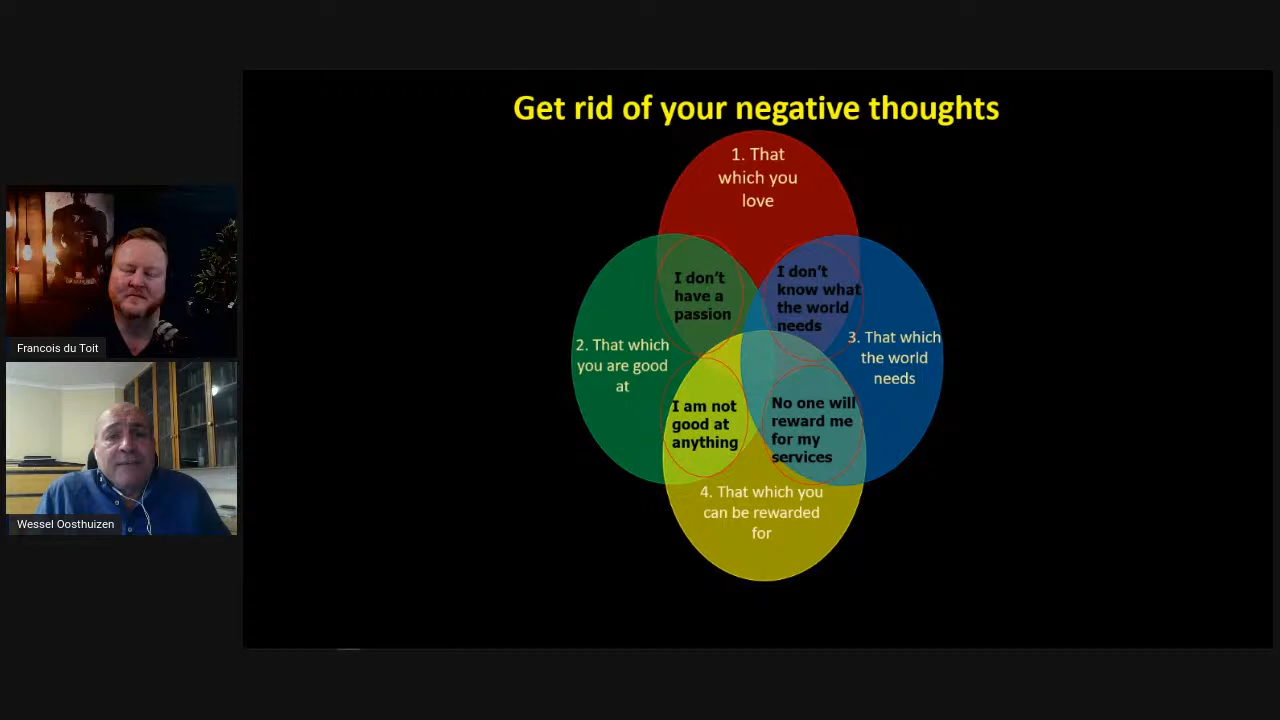 Get rid of your negative thoughts
1. That
which you
love
I don't
have a
passion
I don't
know what
the world
needs
2. That which
you are good
at
3. That which
the world
needs
I am not
good at
anything
No one will
reward me
for my
services
4. That which you
can be rewarded
for
Francois du Toit
Wessel Oosthuizen